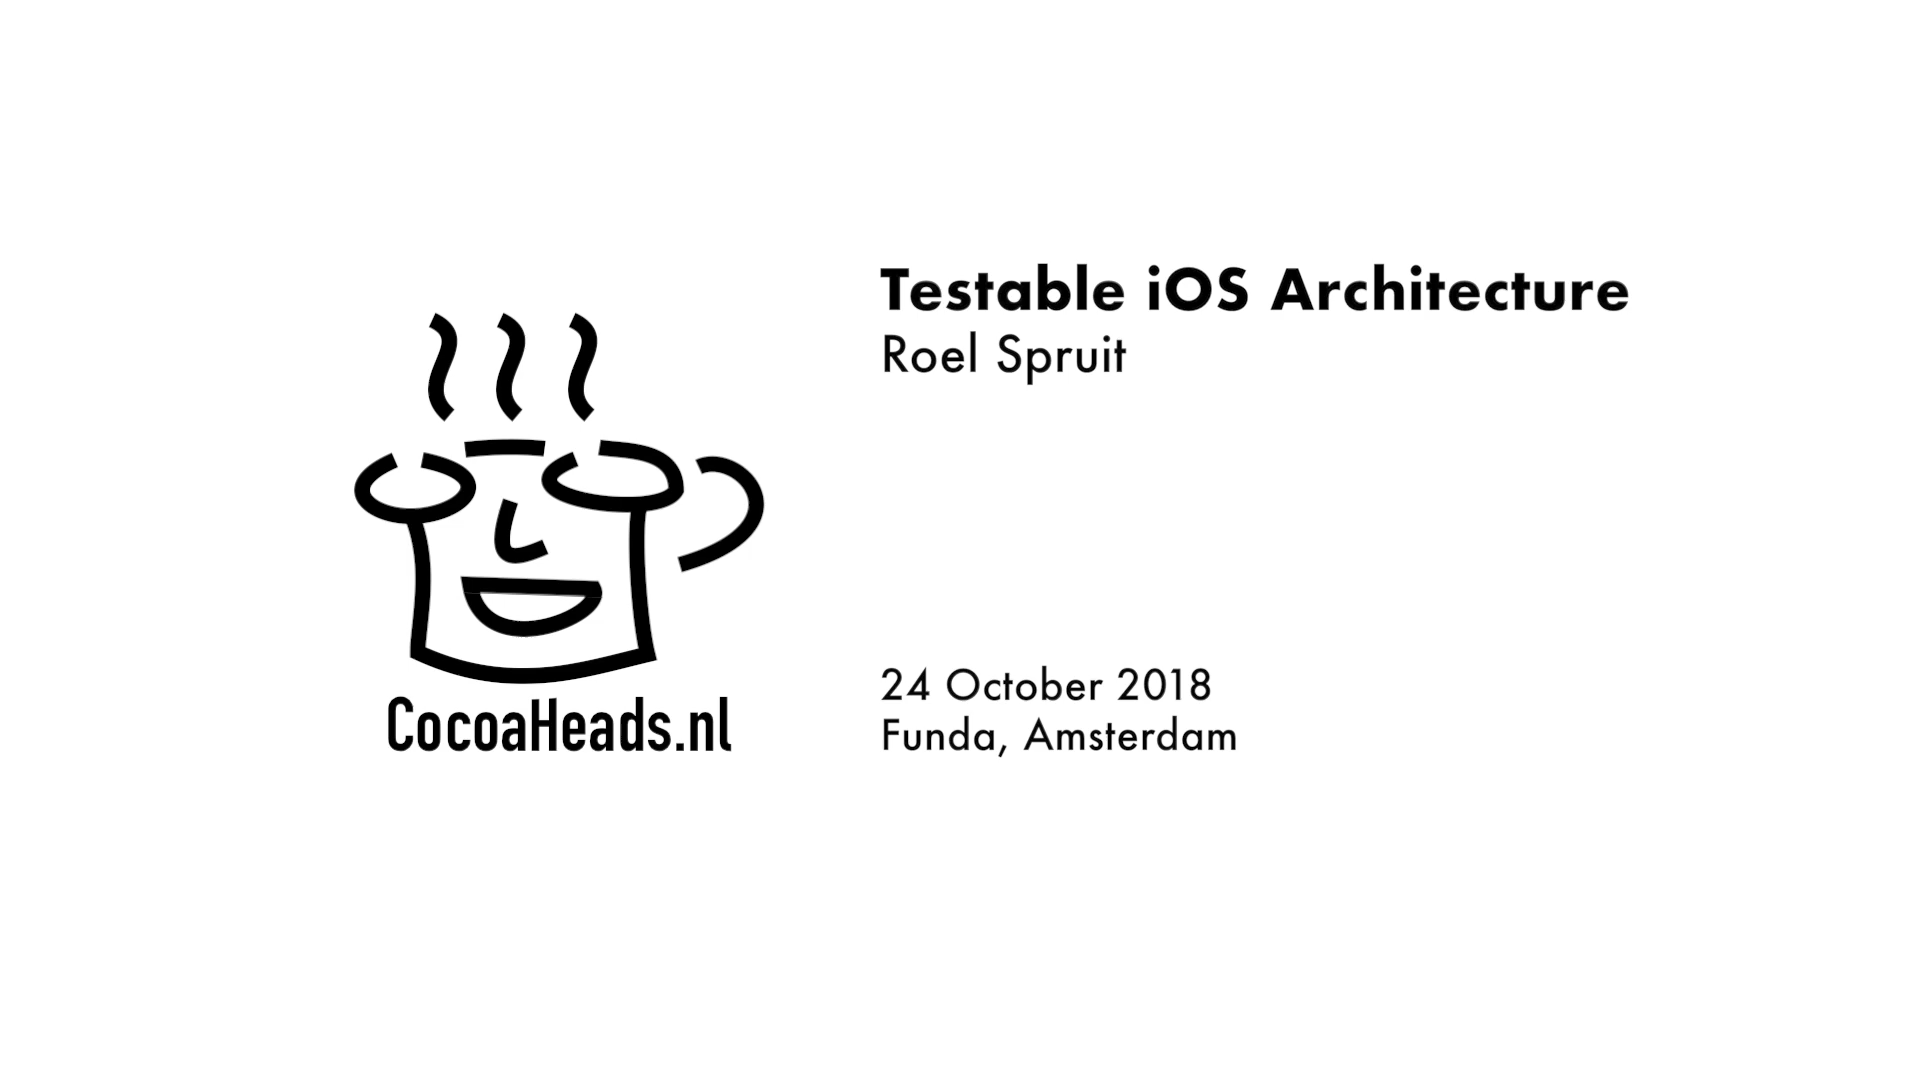 Testable iOS Architecture
Roel Spruit
CocoaHeads.nl
24 October 2018
Funda, Amsterdam